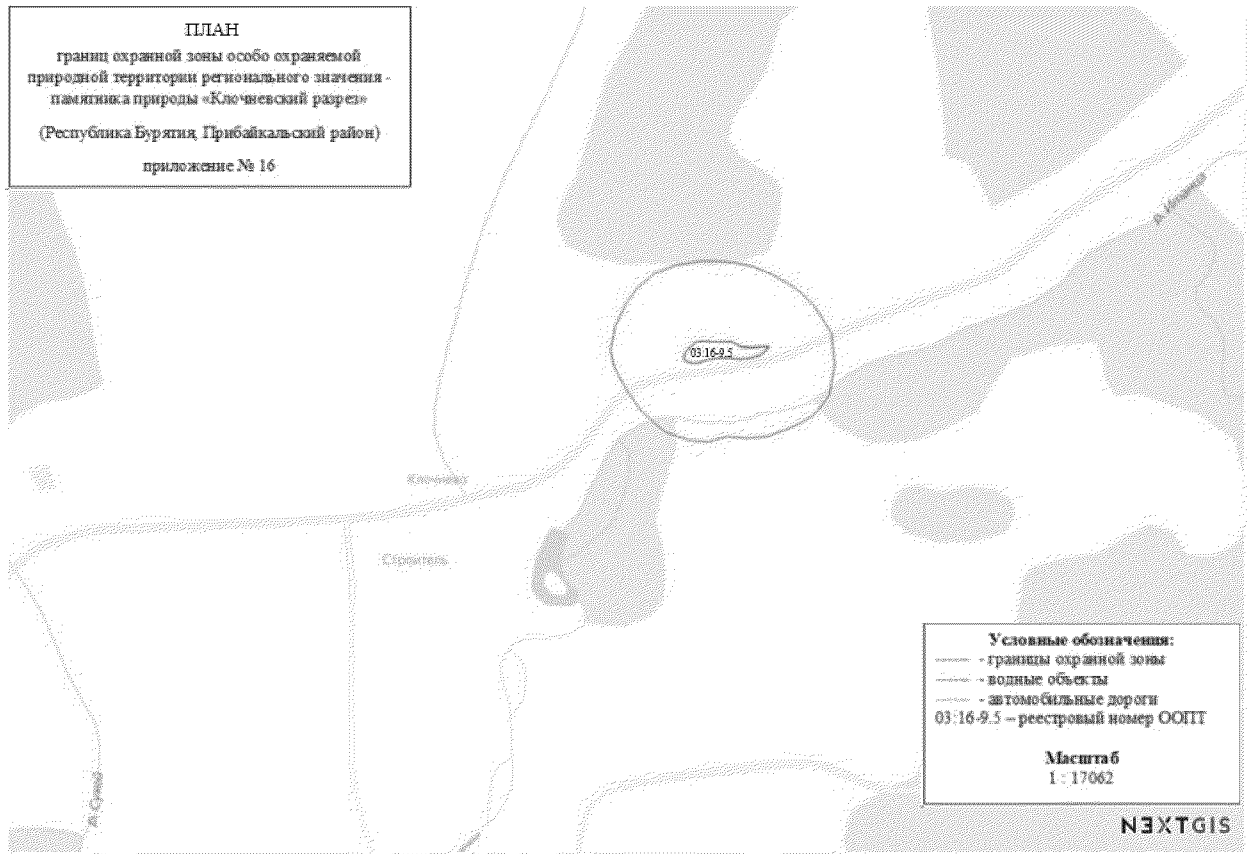 ПЛАН
границ охранной зоны особо охраняемой
природной территории регионального значения -
памятника природы «Клочневский разрез»
(Республика Бурятия, Прибайкальский район)
приложение № 16
03:16-9.5
Клочнево
Строитель
Условные обозначения:
- границы охранной зоны
- водные объекты
- автомобильные дороги
03:16-9.5 – реестровый номер ООПТ
Масштаб
1 : 17062
NEXTGIS